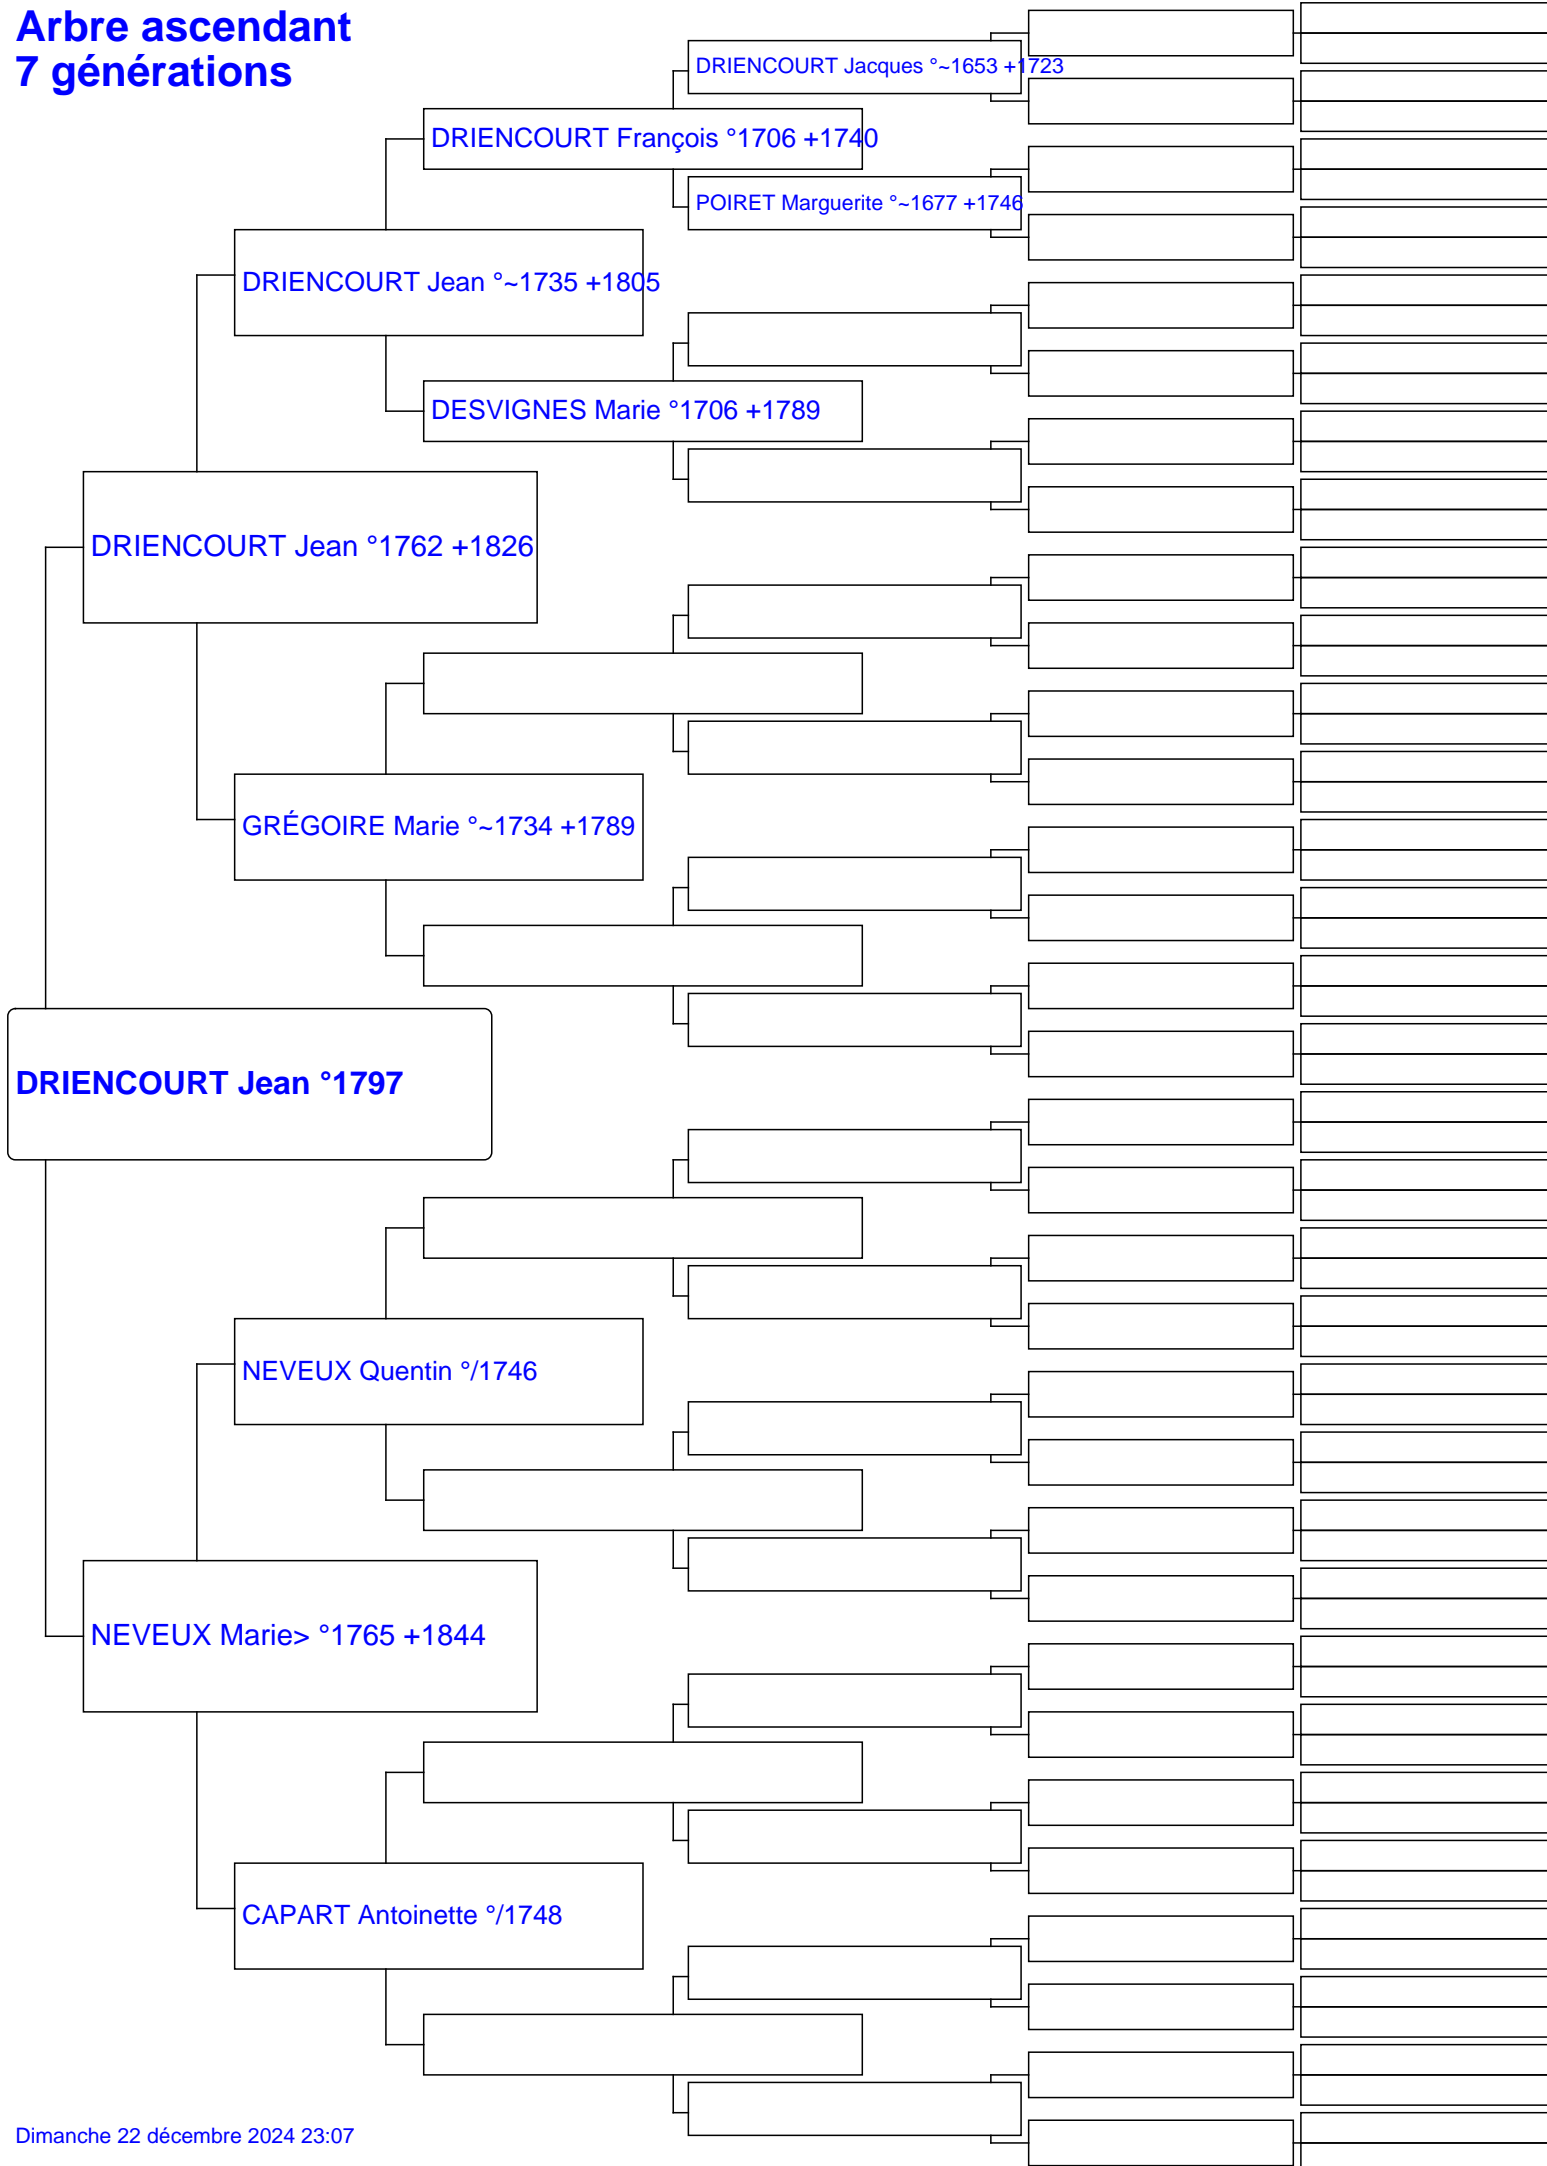 Arbre ascendant
7 générations
DRIENCOURT Jacques °~1653 +1723
DRIENCOURT François °1706 +1740
POIRET Marguerite °~1677 +1746
DRIENCOURT Jean °~1735 +1805
DESVIGNES Marie °1706 +1789
DRIENCOURT Jean °1762 +1826
GRÉGOIRE Marie °~1734 +1789
DRIENCOURT Jean °1797
NEVEUX Quentin °/1746
NEVEUX Marie> °1765 +1844
CAPART Antoinette °/1748
Dimanche 22 décembre 2024 23:07